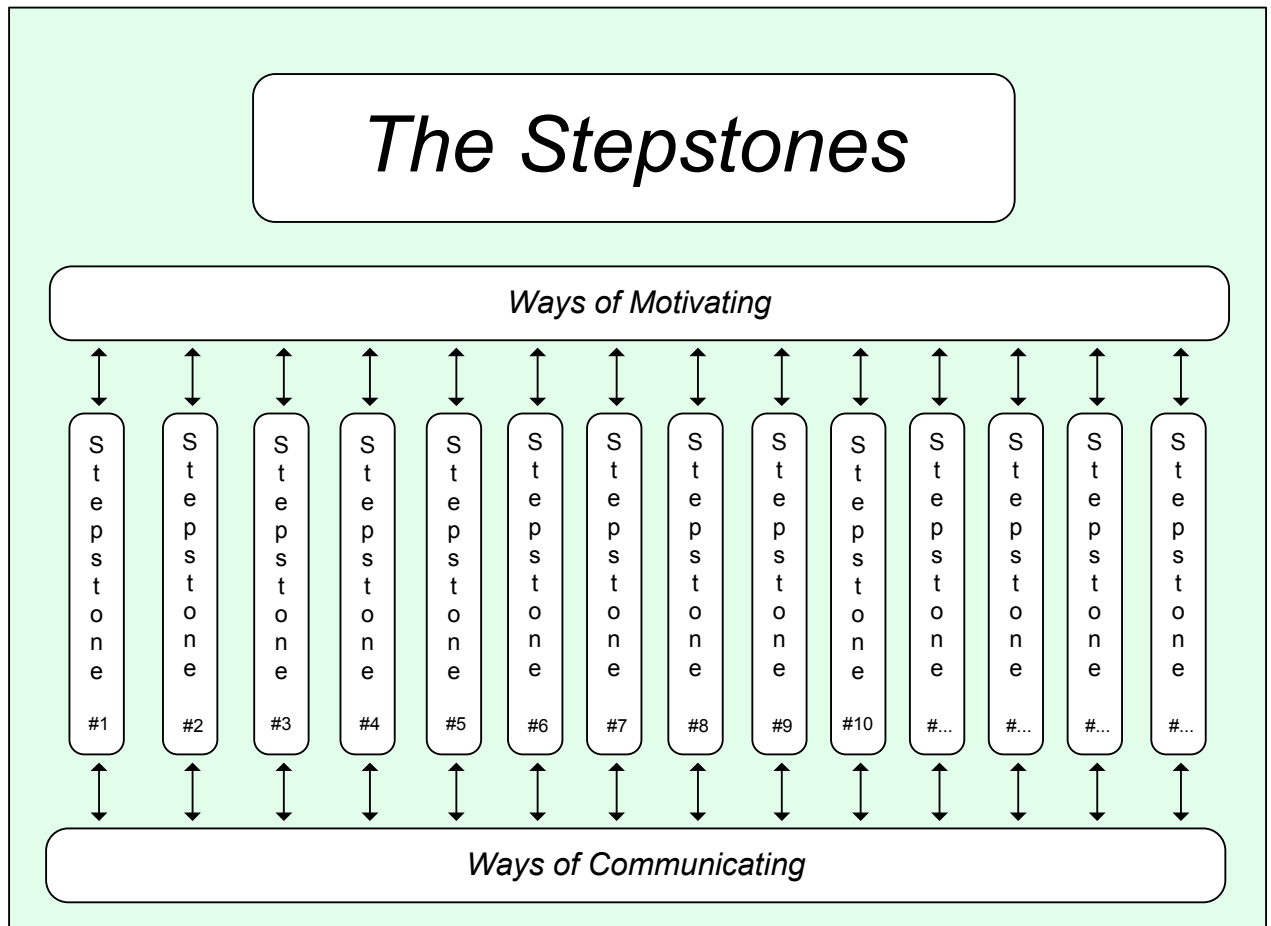 The Stepstones
Ways of Motivating
Stepstone #1
Stepstone #2
Stepstone #3
Stepstone #4
Stepstone #5
Stepstone #6
Stepstone #7
Stepstone #8
Stepstone #9
Stepstone #10
Stepstone #...
Stepstone #...
Stepstone #...
Stepstone #...
Ways of Communicating